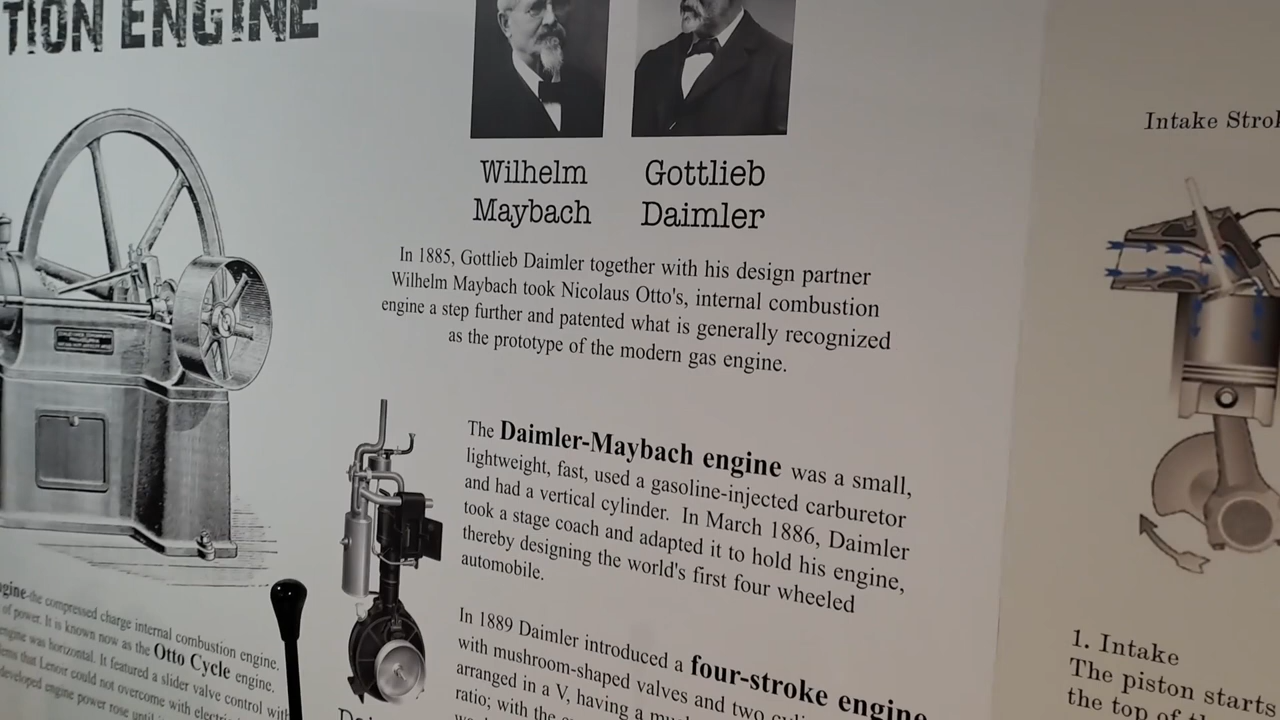 TION ENGINE
Wilhelm
Maybach
Gottlieb
Daimler
In 1885, Gottlieb Daimler together with his design partner
Wilhelm Maybach took Nicolaus Otto's, internal combustion
engine a step further and patented what is generally recognized
as the prototype of the modern gas engine.
The Daimler-Maybach engine was a small,
lightweight, fast, used a gasoline-injected carburetor
and had a vertical cylinder. In March 1886, Daimler
took a stage coach and adapted it to hold his engine,
thereby designing the world's first four wheeled
automobile.
In 1889 Daimler introduced a four-stroke engine
with mushroom-shaped valves and two
arranged in a V, having a
ratio; with the
-the compressed charge internal combustion engine.
of power. It is known now as the Otto Cycle engine.
engine was horizontal. It featured a slider valve control with
that Lenoir could not overcome with
developed engine power rose until
Intake
1. Intake
The piston starts
the top of